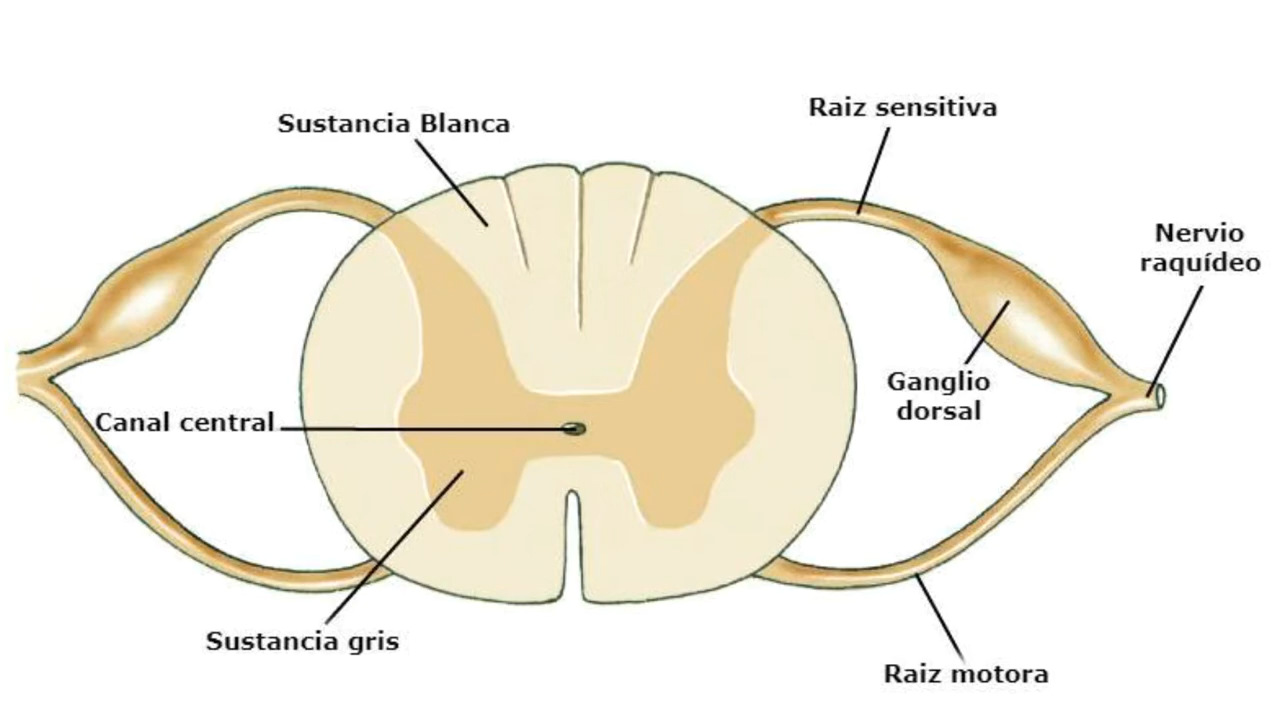 Raiz sensitiva
Sustancia Blanca
Nervio
raquídeo
Ganglio
dorsal
Canal central
Sustancia gris
Raiz motora